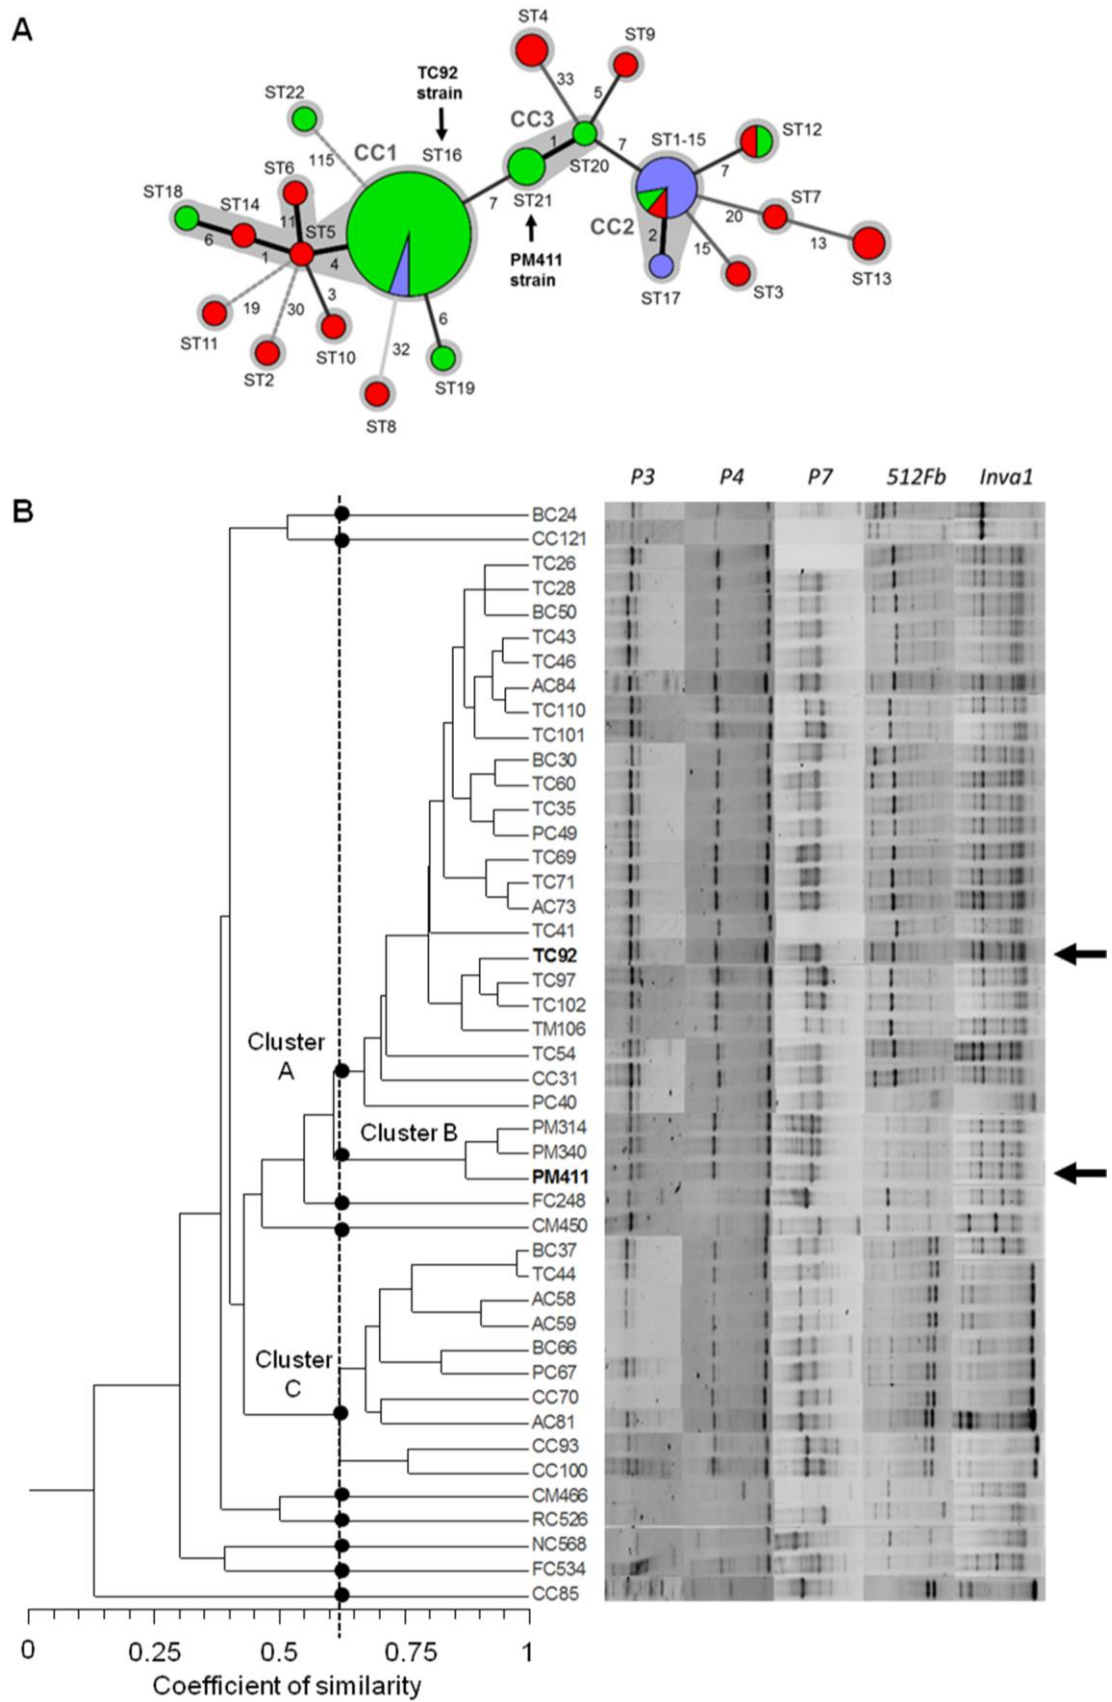 A
ST4
ST9
TC92
strain
33
5
ST22
CC3
ST1-15
ST12
CC1
ST16
1
7
115
ST20
7
ST6
ST18
ST14
11
ST5
7
ST21
CC2
20
ST7
6
1
4
2
15
13
PM411
strain
ST17
ST3
ST13
19
30
3
6
ST11
ST10
32
ST2
ST19
ST8
P3 P4 P7 512Fb Inva1
B
BC24
CC121
TC26
TC28
BC50
TC43
TC46
AC84
TC110
TC101
BC30
TC60
TC35
PC49
TC69
TC71
AC73
TC41
TC92
TC97
TC102
TM106
Cluster
A
TC54
CC31
PC40
Cluster B
PM314
PM340
PM411
FC248
CM450
BC37
TC44
AC58
AC59
Cluster
C
BC66
PC67
CC70
AC81
CC93
CC100
CM466
RC526
NC568
FC534
CC85
0 0.25 0.5 0.75 1
Coefficient of similarity